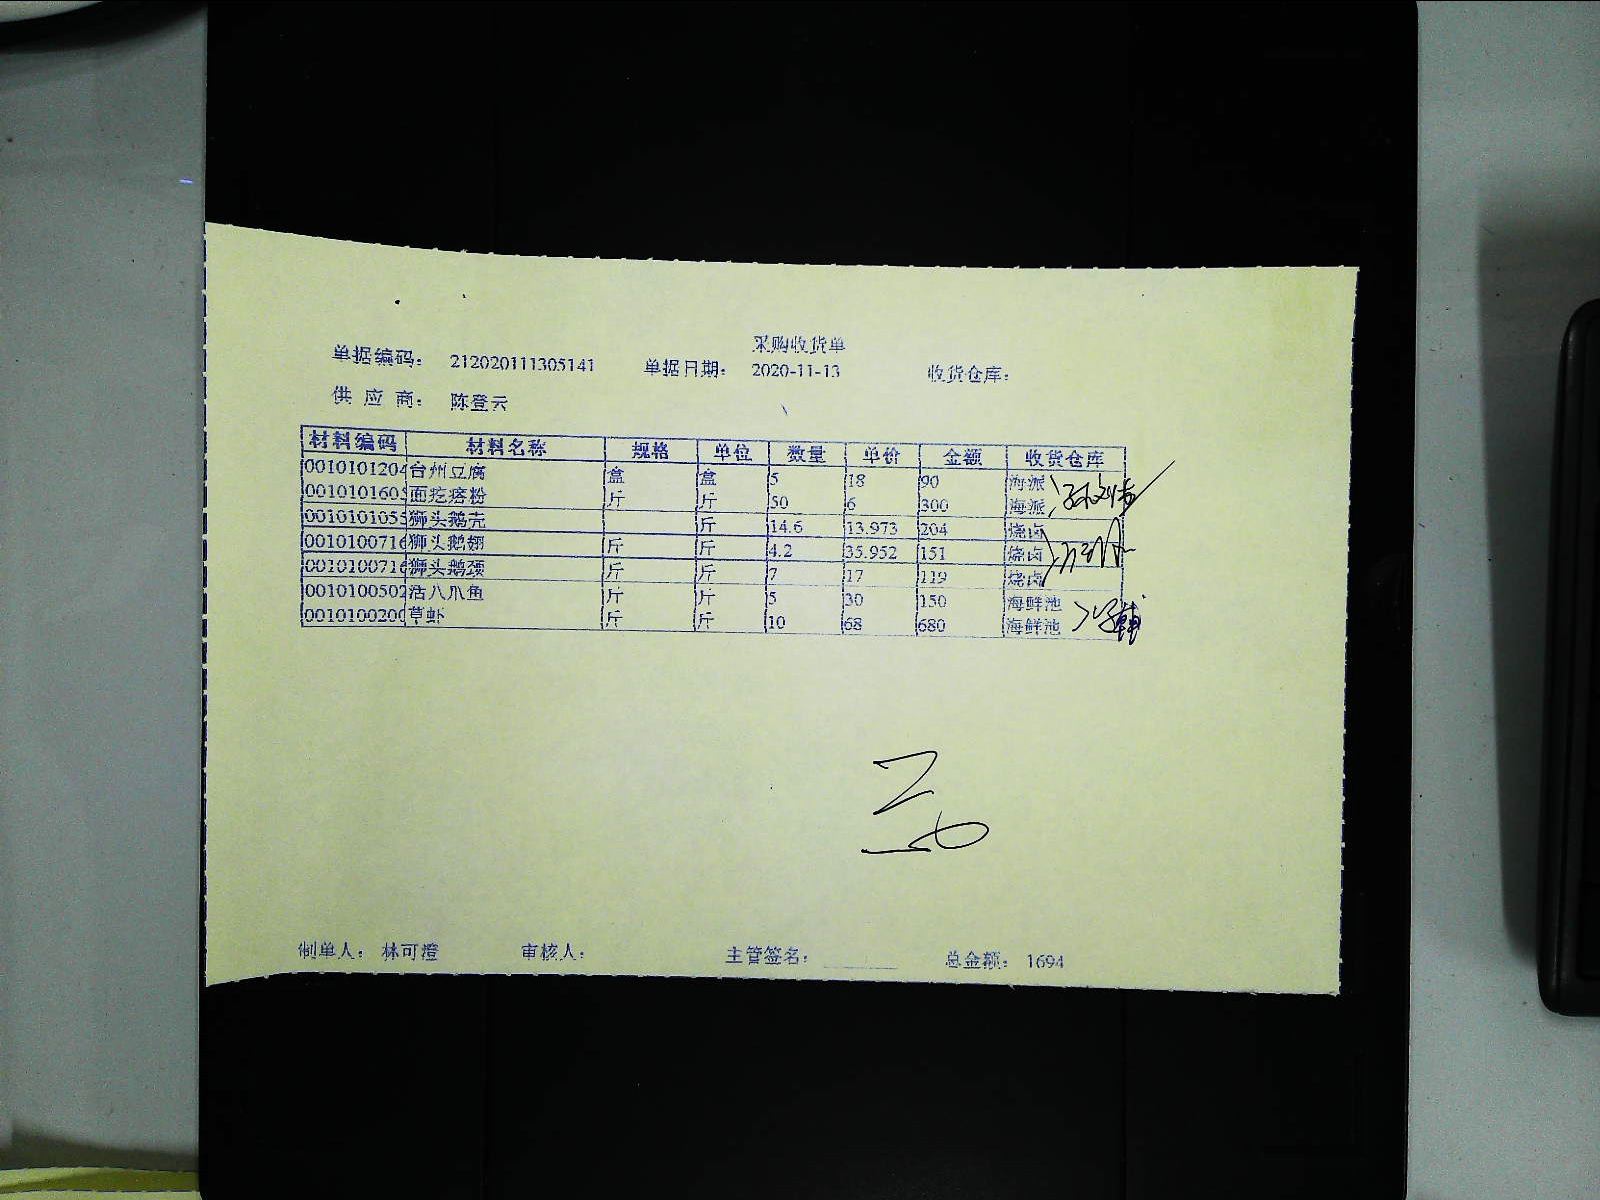 采购收货单
单据编码： 212020111305141 单据日期： 2020-11-13 收货仓库：
供 应 商： 陈登云
材料编码 材料名称 规格 单位 数量 单价 金额 收货仓库
0010101204 台州豆腐 盒 盒 5 18 90 海派
0010101605 面疙瘩粉 斤 斤 50 6 300 海派
0010101055 狮头鹅壳 斤 14.6 13.973 204 烧卤
0010100716 狮头鹅翅 斤 斤 4.2 35.952 151 烧卤
0010100716 狮头鹅颈 斤 斤 7 17 119 烧卤
0010100502 活八爪鱼 斤 斤 5 30 150 海鲜池
0010100200 草虾 斤 斤 10 68 680 海鲜池
制单人： 林可澄 审核人： 主管签名： 总金额： 1694